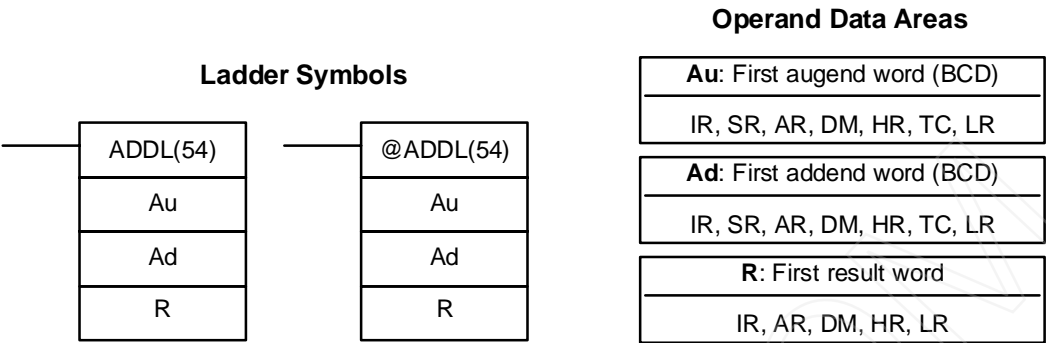 Operand Data Areas
Ladder Symbols
Au: First augend word (BCD)
IR, SR, AR, DM, HR, TC, LR
Ad: First addend word (BCD)
IR, SR, AR, DM, HR, TC, LR
R: First result word
IR, AR, DM, HR, LR
ADDL(54)
Au
Ad
R
@ADDL(54)
Au
Ad
R